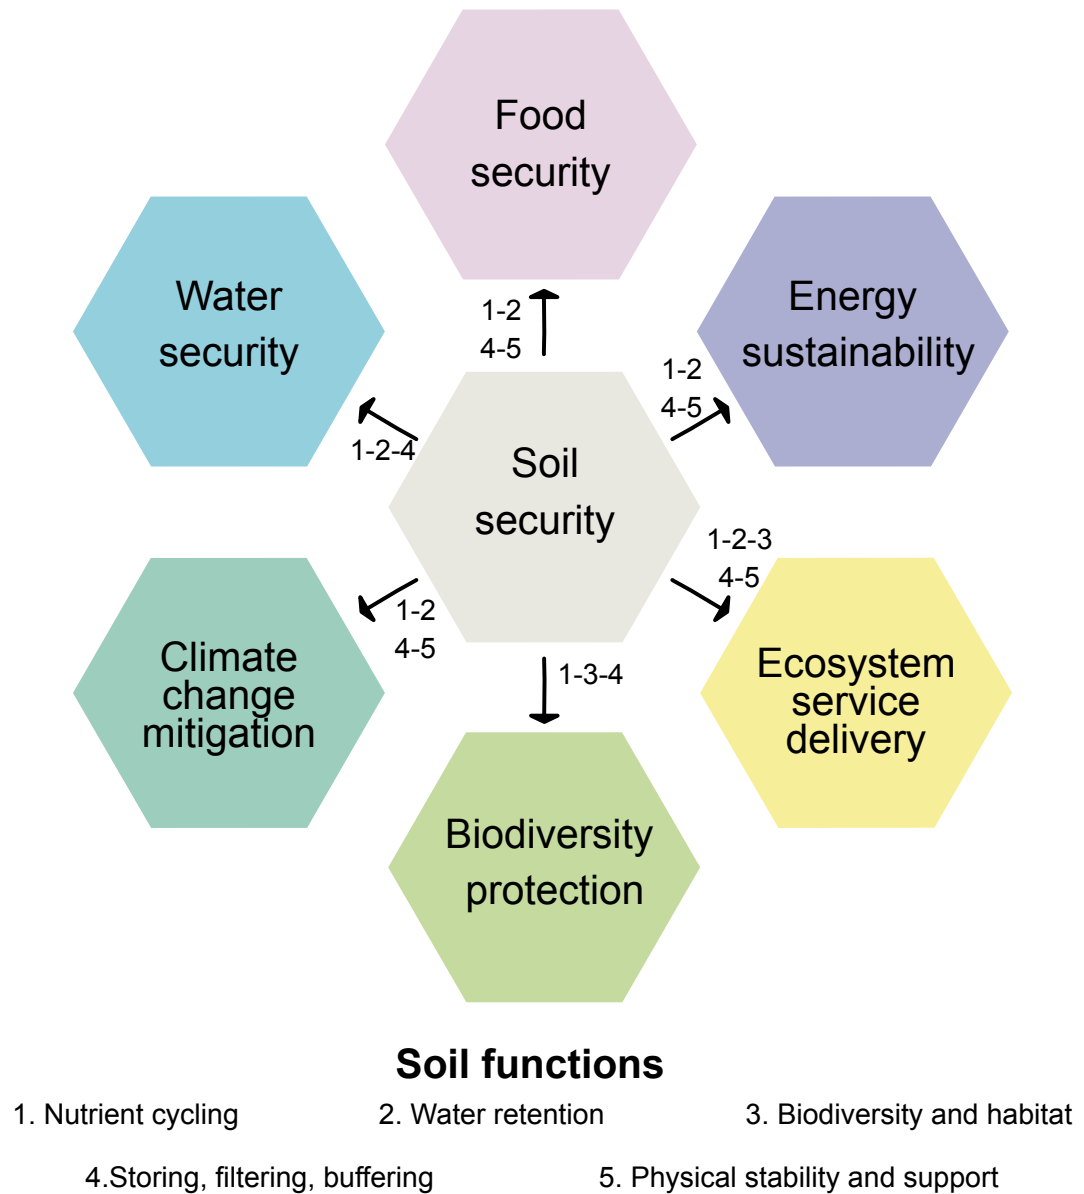 Food
security
Water
security
Energy
sustainability
1-2
4-5
1-2
4-5
1-2-4
Soil
security
1-2-3
4-5
1-2
4-5
1-3-4
Climate
change
mitigation
Ecosystem
service
delivery
Biodiversity
protection
Soil functions
1. Nutrient cycling
2. Water retention
3. Biodiversity and habitat
4.Storing, filtering, buffering
5. Physical stability and support